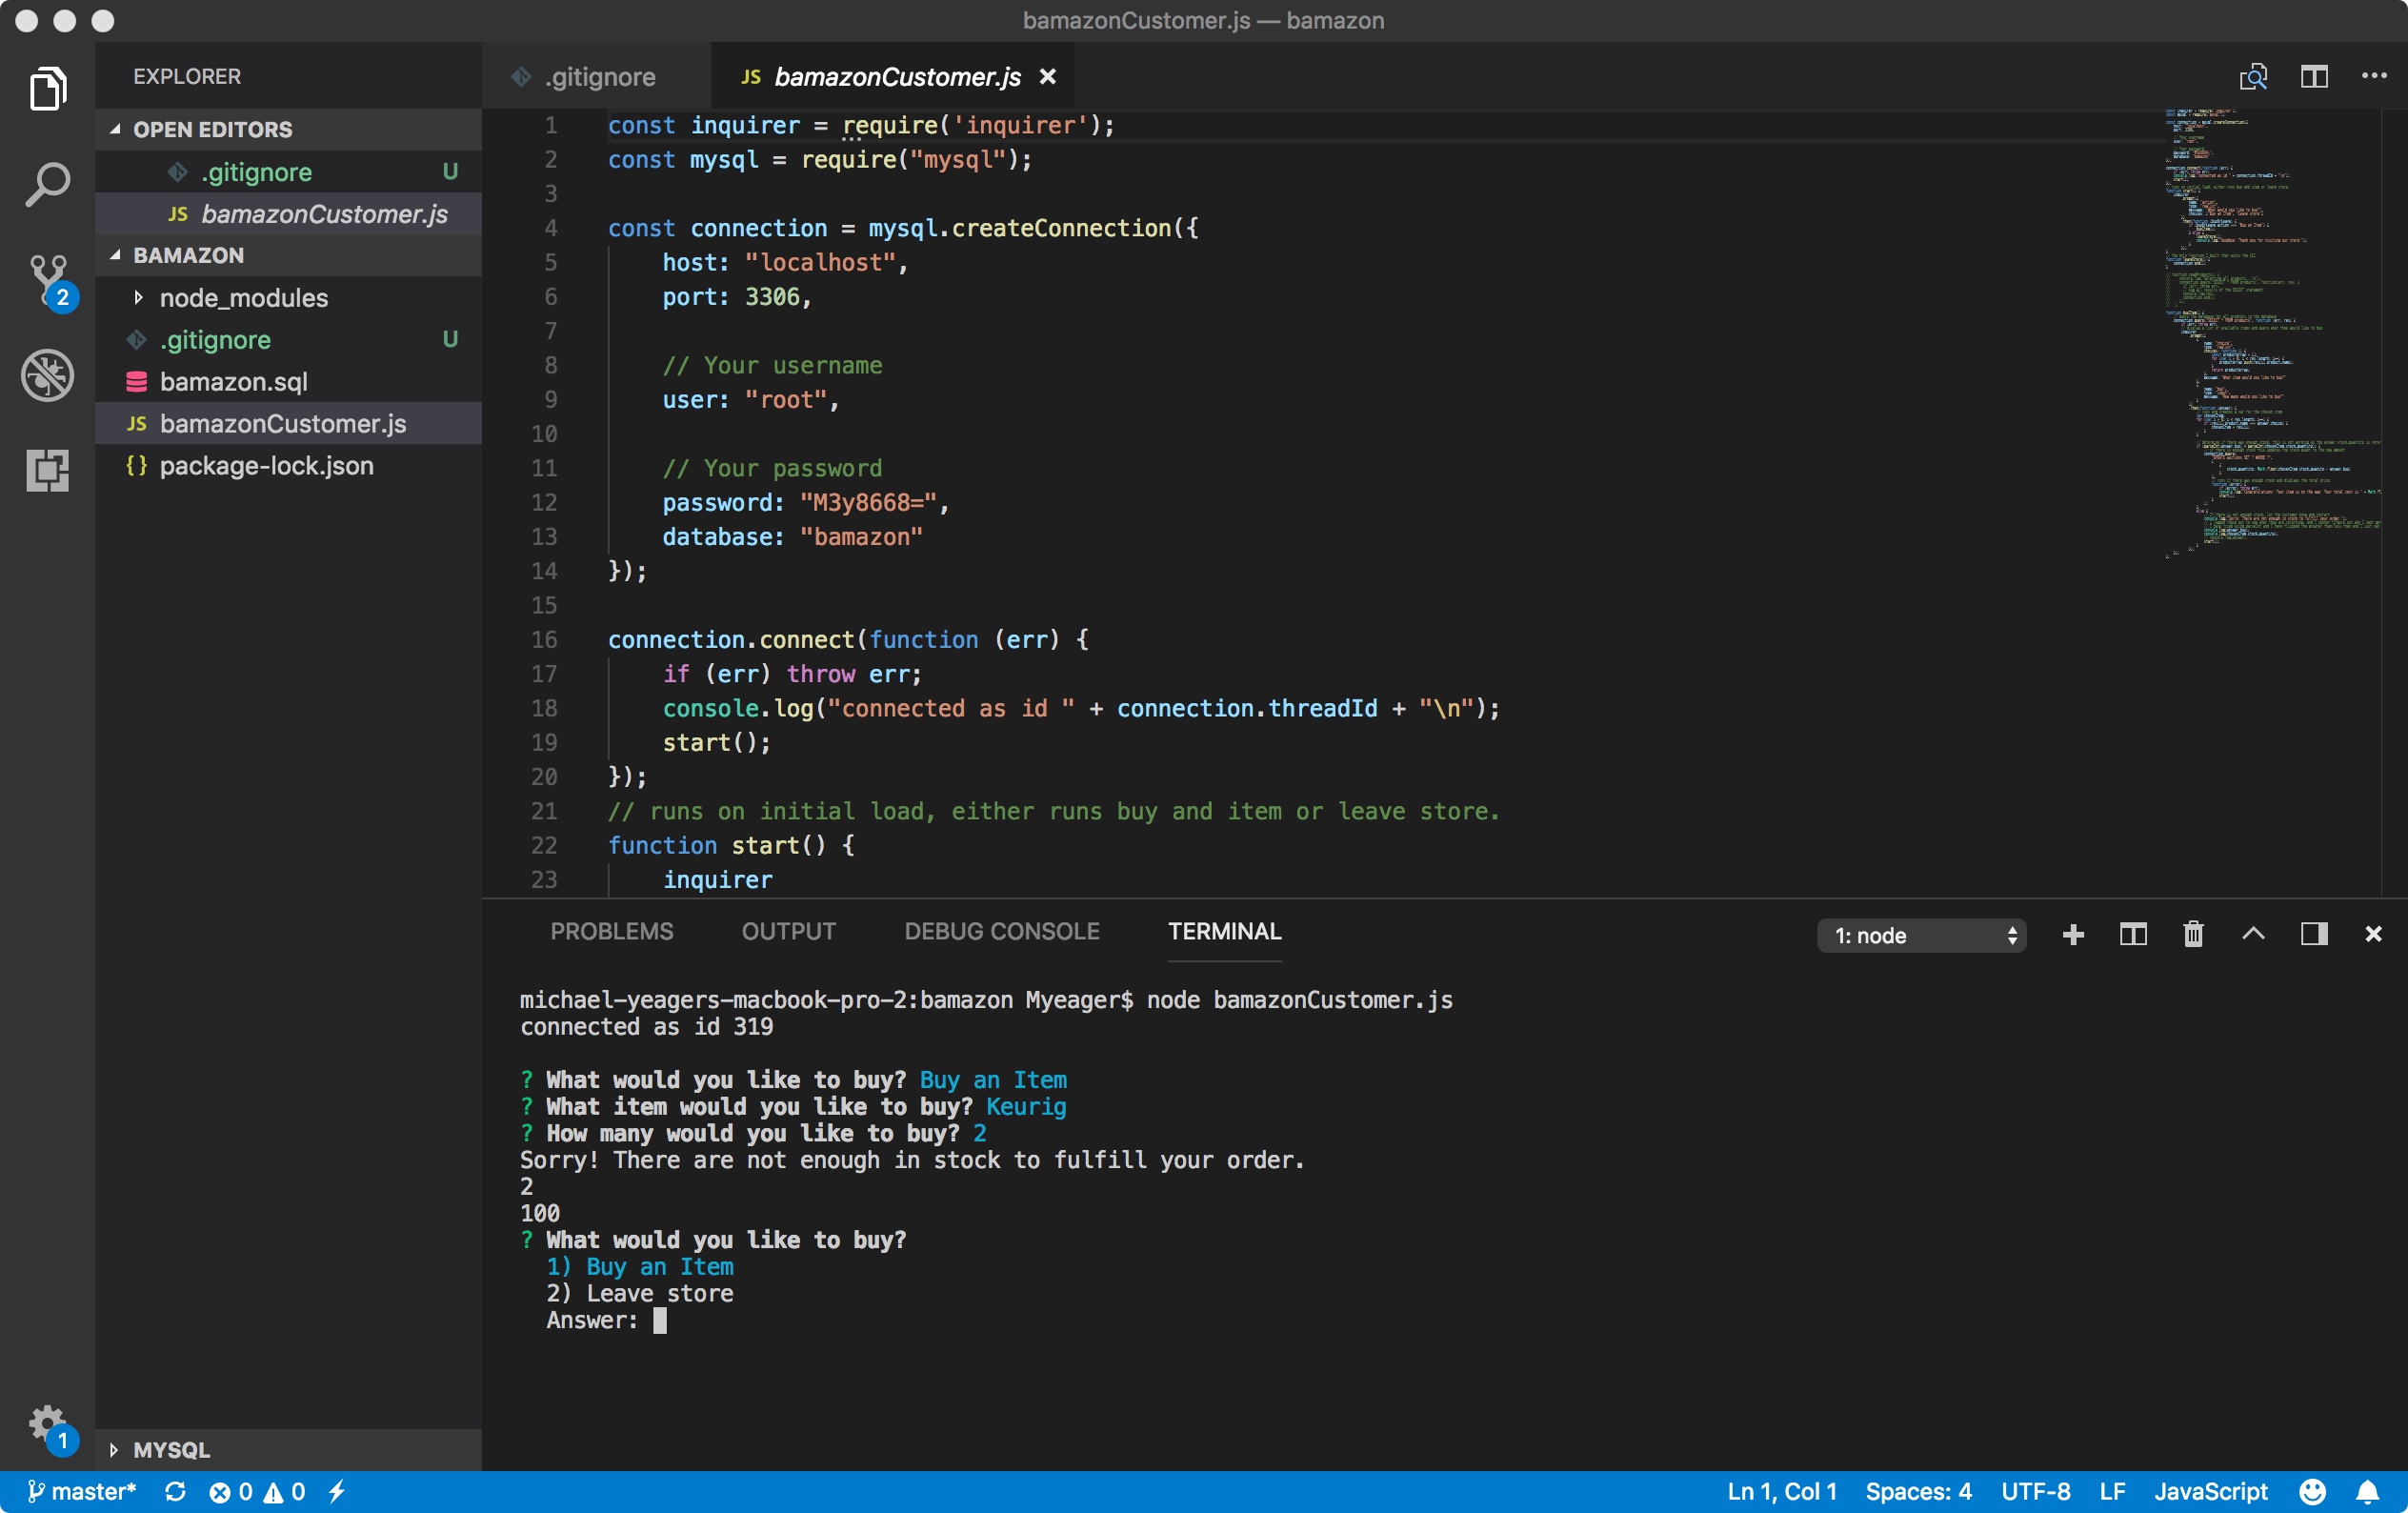 bamazonCustomer.js — bamazon
EXPLORER
OPEN EDITORS
.gitignore U
JS bamazonCustomer.js
BAMAZON
node_modules
.gitignore U
bamazon.sql
JS bamazonCustomer.js
{} package-lock.json
MYSQL
2
1
.gitignore
JS bamazonCustomer.js ×
1 const inquirer = require('inquirer');
2 const mysql = require("mysql");
3
4 const connection = mysql.createConnection({
5 host: "localhost",
6 port: 3306,
7
8 // Your username
9 user: "root",
10
11 // Your password
12 password: "M3y8668=",
13 database: "bamazon"
14 });
15
16 connection.connect(function (err) {
17 if (err) throw err;
18 console.log("connected as id " + connection.threadId + "\n");
19 start();
20 });
21 // runs on initial load, either runs buy and item or leave store.
22 function start() {
23 inquirer
PROBLEMS OUTPUT DEBUG CONSOLE TERMINAL
1: node
michael-yeagers-macbook-pro-2:bamazon Myeager$ node bamazonCustomer.js
connected as id 319
? What would you like to buy? Buy an Item
? What item would you like to buy? Keurig
? How many would you like to buy? 2
Sorry! There are not enough in stock to fulfill your order.
2
100
? What would you like to buy?
1) Buy an Item
2) Leave store
Answer:
master* 0 0 Ln 1, Col 1 Spaces: 4 UTF-8 LF JavaScript